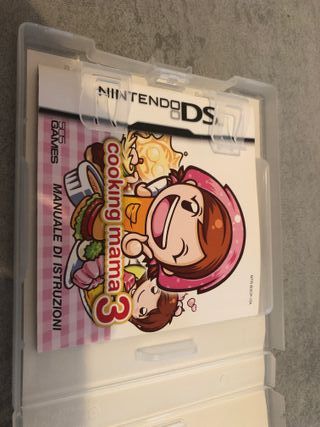 NINTENDO DS
cooking mama 3
505 GAMES
MANUALE DI ISTRUZIONI